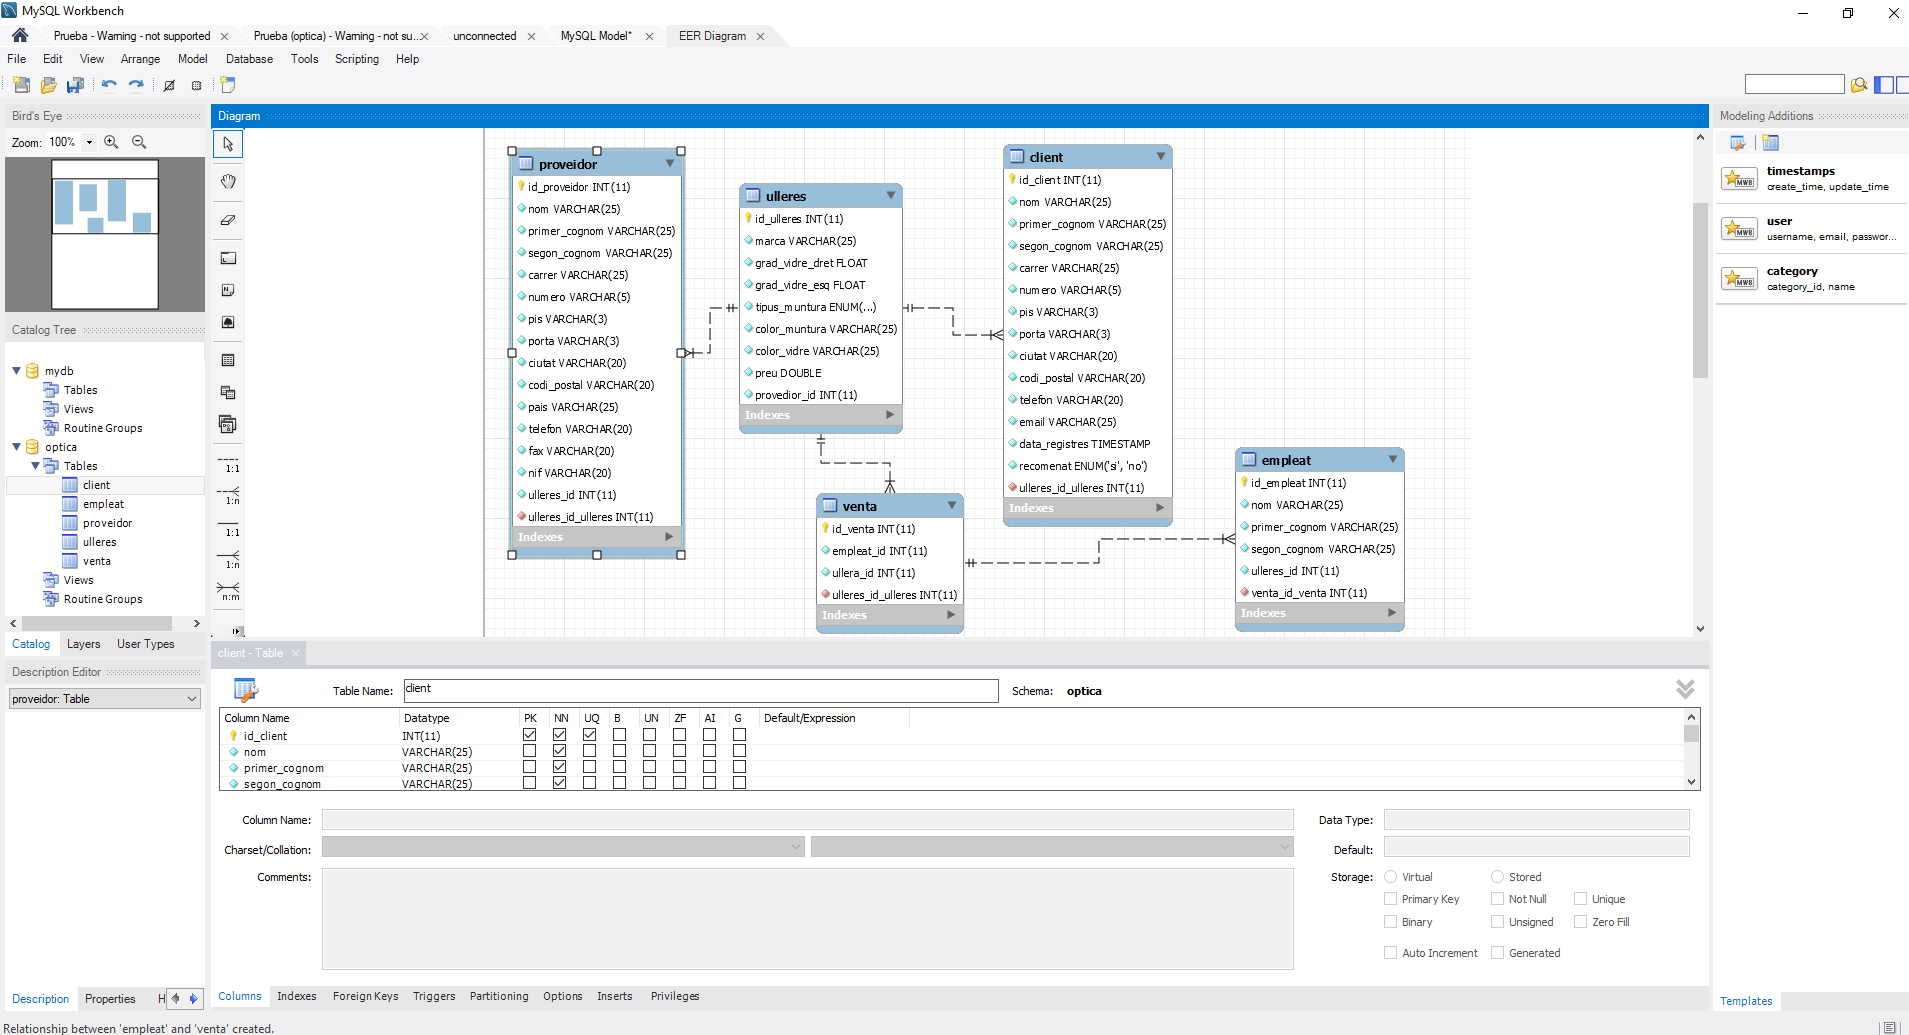 MySQL Workbench
Prueba - Warning - not supported
Prueba (optica) - Warning - not su...
unconnected
MySQL Model*
EER Diagram
File Edit View Arrange Model Database Tools Scripting Help
Bird's Eye
Zoom: 100%
Catalog Tree
mydb
Tables
Views
Routine Groups
optica
Tables
client
empleat
proveidor
ulleres
venta
Views
Routine Groups
Catalog Layers User Types
Description Editor
proveidor: Table
Description Properties H
Diagram
1:1
1:n
1:1
1:n
n:m
proveidor
id_proveidor INT(11)
nom VARCHAR(25)
primer_cognom VARCHAR(25)
segon_cognom VARCHAR(25)
carrer VARCHAR(25)
numero VARCHAR(5)
pis VARCHAR(3)
porta VARCHAR(3)
ciutat VARCHAR(20)
codi_postal VARCHAR(20)
pais VARCHAR(25)
telefon VARCHAR(20)
fax VARCHAR(20)
nif VARCHAR(20)
ulleres_id INT(11)
ulleres_id_ulleres INT(11)
Indexes
ulleres
id_ulleres INT(11)
marca VARCHAR(25)
grad_vidre_dret FLOAT
grad_vidre_esq FLOAT
tipus_muntura ENUM(...)
color_muntura VARCHAR(25)
color_vidre VARCHAR(25)
preu DOUBLE
provedior_id INT(11)
Indexes
client
id_client INT(11)
nom VARCHAR(25)
primer_cognom VARCHAR(25)
segon_cognom VARCHAR(25)
carrer VARCHAR(25)
numero VARCHAR(5)
pis VARCHAR(3)
porta VARCHAR(3)
ciutat VARCHAR(20)
codi_postal VARCHAR(20)
telefon VARCHAR(20)
email VARCHAR(25)
data_registres TIMESTAMP
recomenat ENUM('si', 'no')
ulleres_id_ulleres INT(11)
Indexes
venta
id_venta INT(11)
empleat_id INT(11)
ullera_id INT(11)
ulleres_id_ulleres INT(11)
Indexes
empleat
id_empleat INT(11)
nom VARCHAR(25)
primer_cognom VARCHAR(25)
segon_cognom VARCHAR(25)
ulleres_id INT(11)
venta_id_venta INT(11)
Indexes
Modeling Additions
timestamps
create_time, update_time
user
username, email, passwor...
category
category_id, name
Templates
client - Table
Table Name: client Schema: optica
Column Name Datatype PK NN UQ B UN ZF AI G Default/Expression
id_client INT(11)
nom VARCHAR(25)
primer_cognom VARCHAR(25)
segon_cognom VARCHAR(25)
Column Name: Data Type:
Charset/Collation: Default:
Comments: Storage: Virtual Stored
Primary Key Not Null Unique
Binary Unsigned Zero Fill
Auto Increment Generated
Columns Indexes Foreign Keys Triggers Partitioning Options Inserts Privileges
Relationship between 'empleat' and 'venta' created.